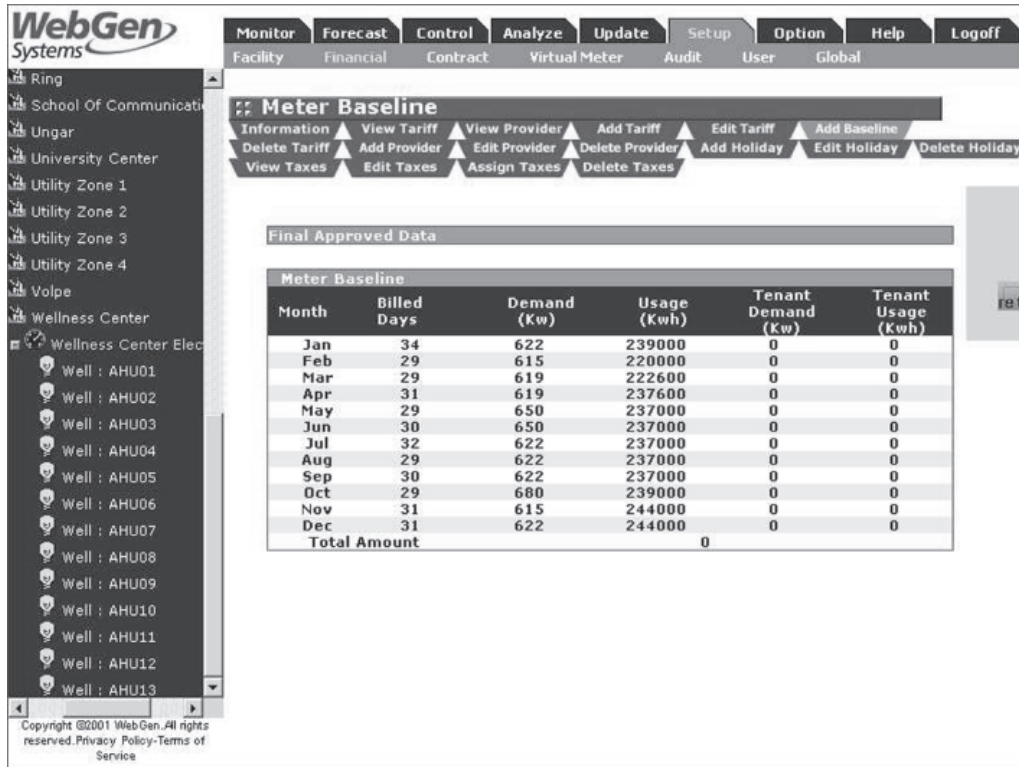 WebGen
Systems
Monitor Forecast Control Analyze Update Setup Option Help Logoff
Facility Financial Contract Virtual Meter Audit User Global
Ring
School Of Communicati
Ungar
University Center
Utility Zone 1
Utility Zone 2
Utility Zone 3
Utility Zone 4
Volpe
Wellness Center
Wellness Center Elec
Well : AHU01
Well : AHU02
Well : AHU03
Well : AHU04
Well : AHU05
Well : AHU06
Well : AHU07
Well : AHU08
Well : AHU09
Well : AHU10
Well : AHU11
Well : AHU12
Well : AHU13
Copyright ©2001 WebGen.All rights
reserved.Privacy Policy-Terms of
Service
Meter Baseline
Information View Tariff View Provider Add Tariff Edit Tariff Add Baseline
Delete Tariff Add Provider Edit Provider Delete Provider Add Holiday Edit Holiday Delete Holiday
View Taxes Edit Taxes Assign Taxes Delete Taxes
Final Approved Data
Meter Baseline
Month Billed Days Demand (Kw) Usage (Kwh) Tenant Demand (Kw) Tenant Usage (Kwh)
Jan 34 622 239000 0 0
Feb 29 615 220000 0 0
Mar 29 619 222600 0 0
Apr 31 619 237600 0 0
May 29 650 237000 0 0
Jun 30 650 237000 0 0
Jul 32 622 237000 0 0
Aug 29 622 237000 0 0
Sep 30 622 237000 0 0
Oct 29 680 239000 0 0
Nov 31 615 244000 0 0
Dec 31 622 244000 0 0
Total Amount 0